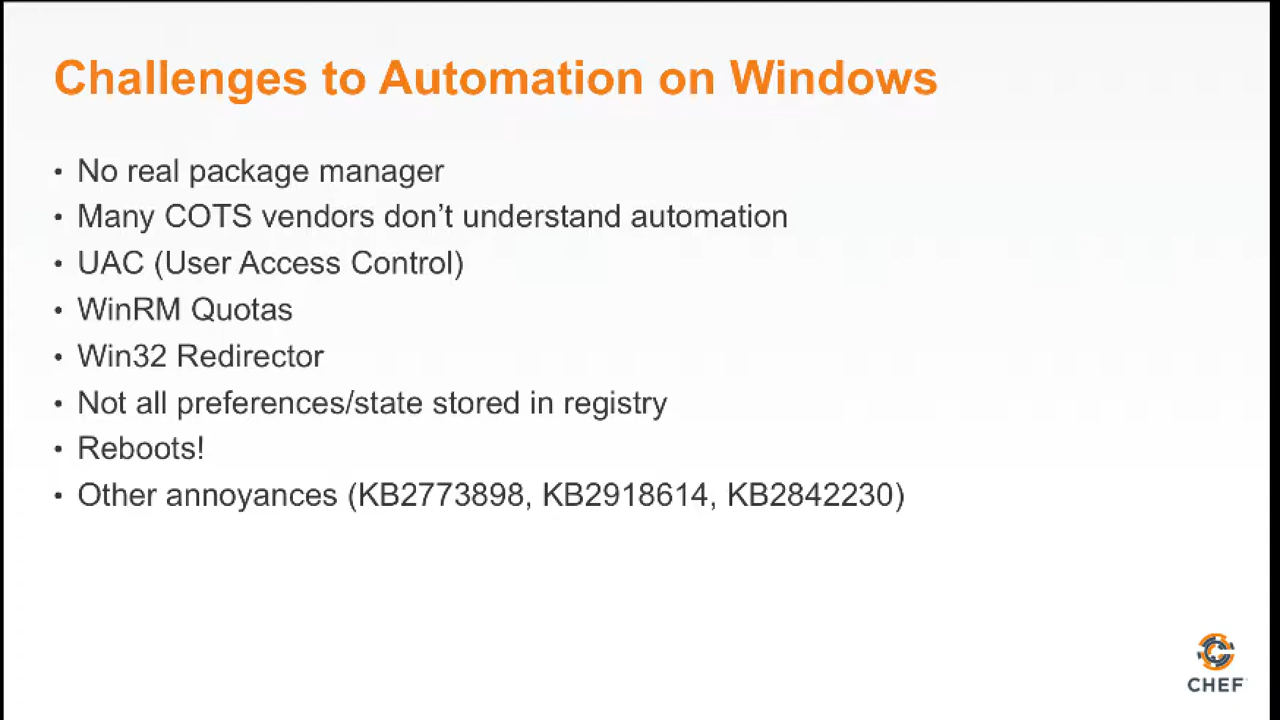 Challenges to Automation on Windows
• No real package manager
• Many COTS vendors don't understand automation
• UAC (User Access Control)
• WinRM Quotas
• Win32 Redirector
• Not all preferences/state stored in registry
• Reboots!
• Other annoyances (KB2773898, KB2918614, KB2842230)
CHEF